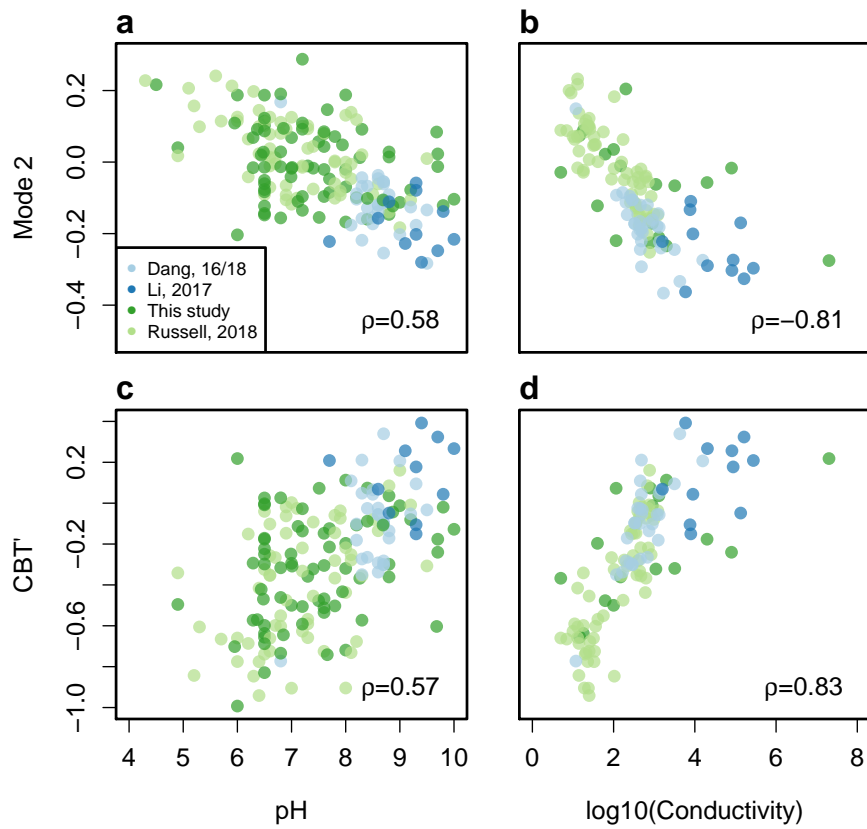 a
b
0.2
0.0
−0.2
−0.4
Mode 2
Dang, 16/18
Li, 2017
This study
Russell, 2018
ρ=0.58
ρ=−0.81
c
d
0.2
−0.2
−0.6
−1.0
CBT'
ρ=0.57
ρ=0.83
4 5 6 7 8 9 10
0 2 4 6 8
pH
log10(Conductivity)